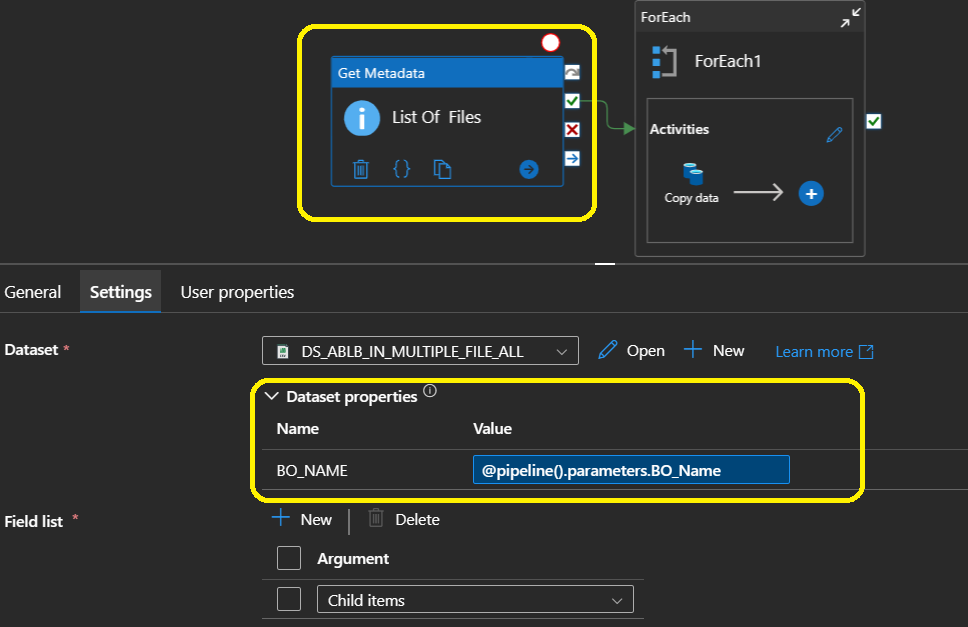 ForEach
Get Metadata
ForEach1
List Of Files
Activities
Copy data
General
Settings
User properties
Dataset *
DS_ABLB_IN_MULTIPLE_FILE_ALL
Open
New
Learn more
Dataset properties
Name
Value
BO_NAME
@pipeline().parameters.BO_Name
Field list *
New
Delete
Argument
Child items